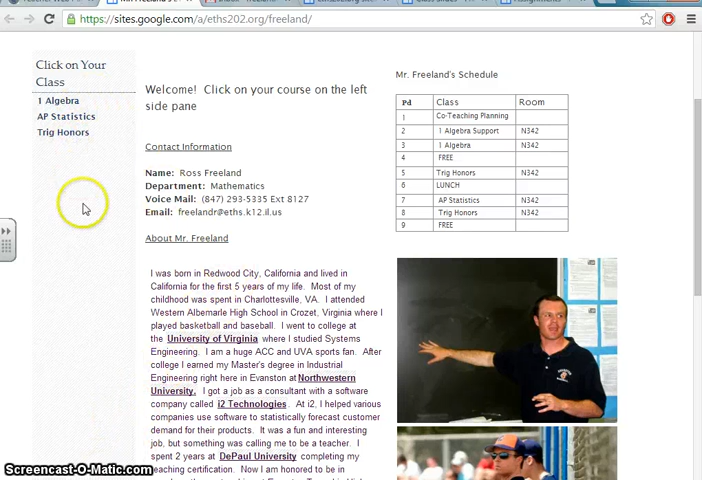 https://sites.google.com/a/eths202.org/freeland/
Click on Your
Class
1 Algebra
AP Statistics
Trig Honors
Welcome! Click on your course on the left
side pane
Contact Information
Name: Ross Freeland
Department: Mathematics
Voice Mail: (847) 293-5335 Ext 8127
Email: freelandr@eths.k12.il.us
About Mr. Freeland
I was born in Redwood City, California and lived in
California for the first 5 years of my life. Most of my
childhood was spent in Charlottesville, VA. I attended
Western Albemarle High School in Crozet, Virginia where I
played basketball and baseball. I went to college at
the University of Virginia where I studied Systems
Engineering. I am a huge ACC and UVA sports fan. After
college I earned my Master's degree in Industrial
Engineering right here in Evanston at Northwestern
University. I got a job as a consultant with a software
company called i2 Technologies. At i2, I helped various
companies use software to statistically forecast customer
demand for their products. It was a fun and interesting
job, but something was calling me to be a teacher. I
spent 2 years at DePaul University completing my
teaching certification. Now I am honored to be in
Mr. Freeland's Schedule
Pd Class Room
1 Co-Teaching Planning
2 1 Algebra Support N342
3 1 Algebra N342
4 FREE
5 Trig Honors N342
6 LUNCH
7 AP Statistics N342
8 Trig Honors N342
9 FREE
Screencast-O-Matic.com